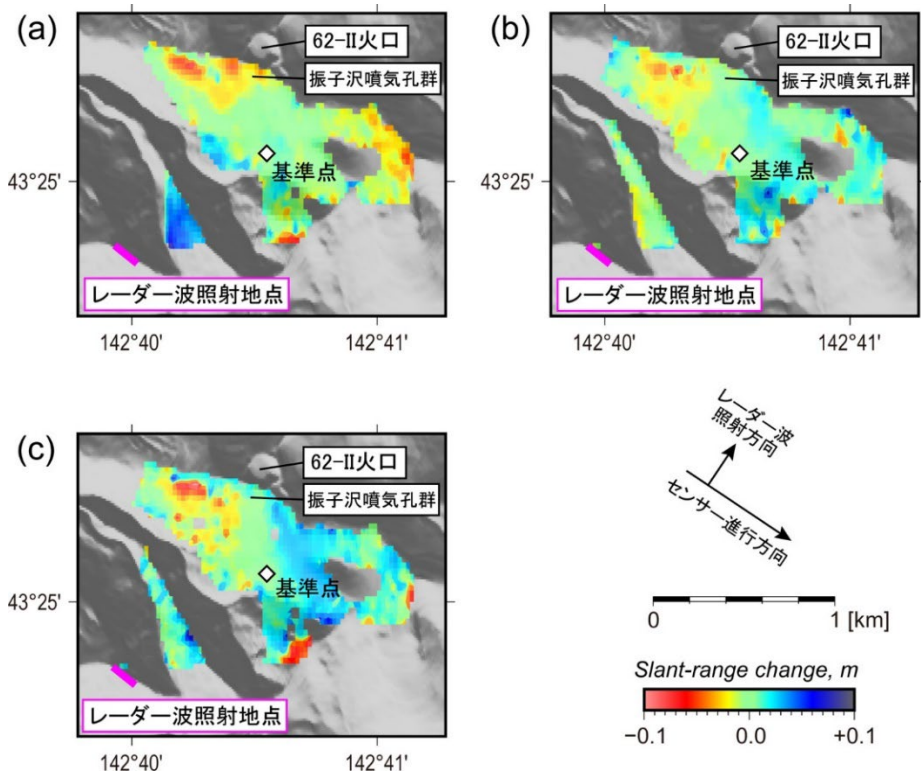 (a)
62-II火口
振子沢噴気孔群
基準点
43°25'
レーダー波照射地点
142°40'
142°41'
(b)
62-II火口
振子沢噴気孔群
基準点
43°25'
レーダー波照射地点
142°40'
142°41'
(c)
62-II火口
振子沢噴気孔群
基準点
43°25'
レーダー波照射地点
142°40'
142°41'
レーダー波
照射方向
センサー進行方向
0 1 [km]
Slant-range change, m
−0.1 0.0 +0.1